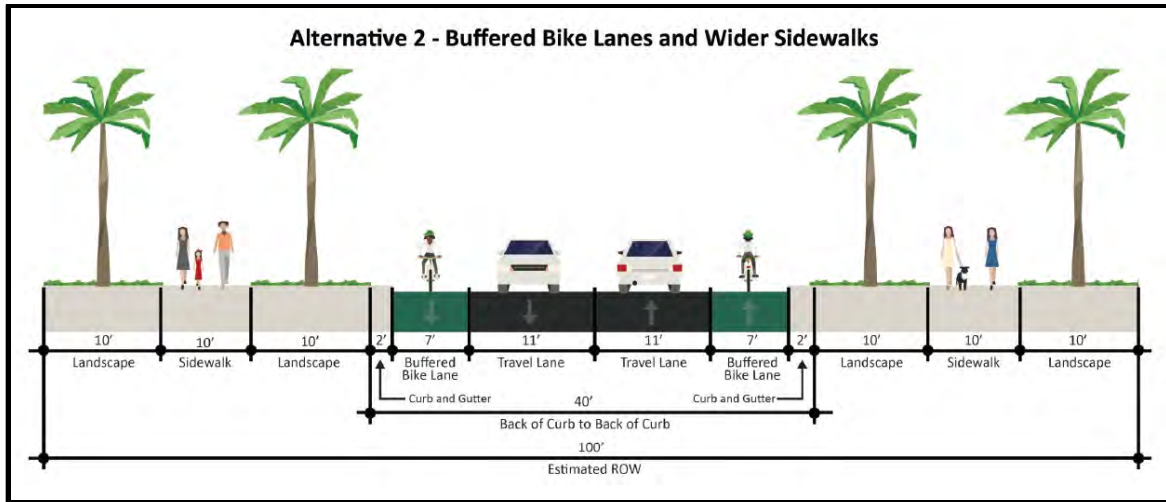 Alternative 2 - Buffered Bike Lanes and Wider Sidewalks
10' 10' 10' 2' 7' 11' 11' 7' 2' 10' 10' 10'
Landscape Sidewalk Landscape Buffered Travel Lane Travel Lane Buffered Landscape Sidewalk Landscape
Bike Lane Bike Lane
Curb and Gutter Curb and Gutter
40'
Back of Curb to Back of Curb
100'
Estimated ROW